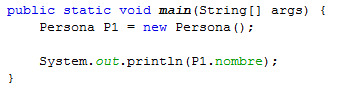 public static void main(String[] args) {
    Persona P1 = new Persona();
    System.out.println(P1.nombre);
}